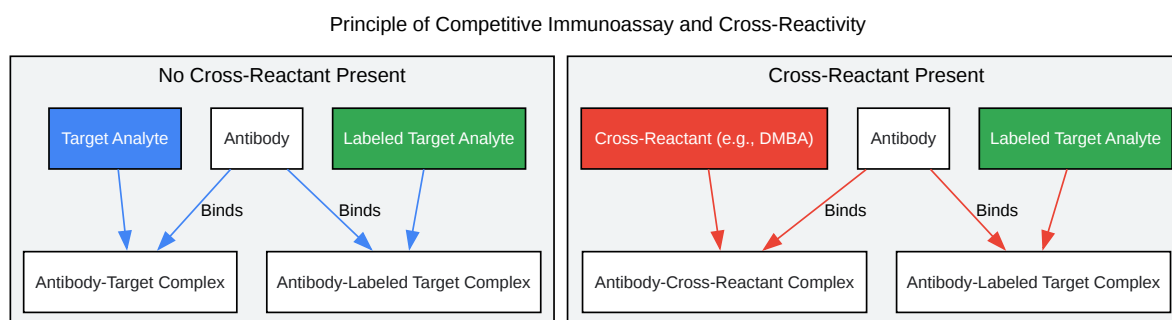 Principle of Competitive Immunoassay and Cross-Reactivity
No Cross-Reactant Present
Target Analyte
Antibody
Labeled Target Analyte
Binds
Binds
Antibody-Target Complex
Antibody-Labeled Target Complex
Cross-Reactant Present
Cross-Reactant (e.g., DMBA)
Antibody
Labeled Target Analyte
Binds
Binds
Antibody-Cross-Reactant Complex
Antibody-Labeled Target Complex